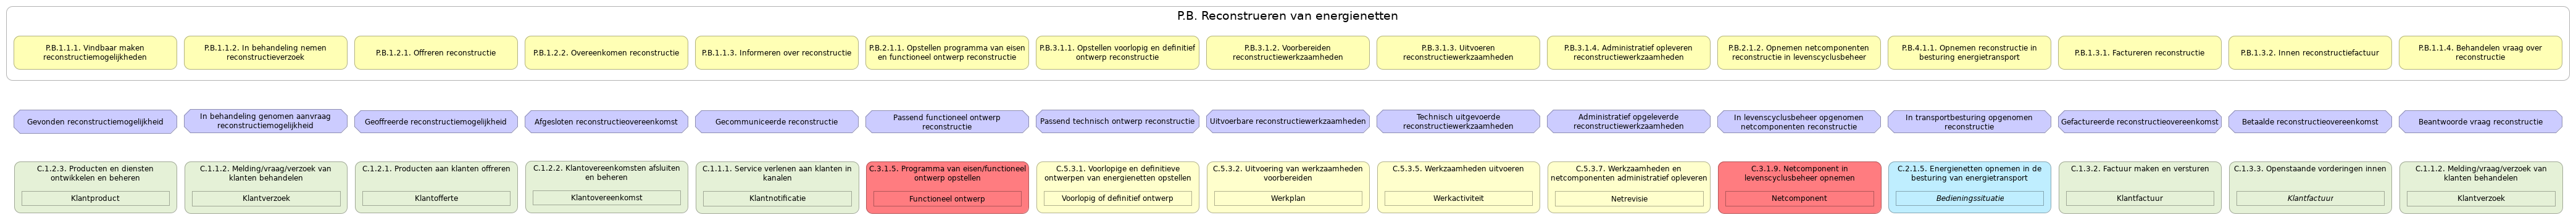 P.B. Reconstrueren van energienetten
P.B.1.1.1. Vindbaar maken
reconstructiemogelijkheden
P.B.1.1.2. In behandeling nemen
reconstructieverzoek
P.B.1.2.1. Offreren reconstructie
P.B.1.2.2. Overeenkomen reconstructie
P.B.1.1.3. Informeren over reconstructie
P.B.2.1.1. Opstellen programma van eisen
en functioneel ontwerp reconstructie
P.B.3.1.1. Opstellen voorlopig en definitief
ontwerp reconstructie
P.B.3.1.2. Voorbereiden
reconstructiewerkzaamheden
P.B.3.1.3. Uitvoeren
reconstructiewerkzaamheden
P.B.3.1.4. Administratief opleveren
reconstructiewerkzaamheden
P.B.2.1.2. Opnemen netcomponenten
reconstructie in levenscyclusbeheer
P.B.4.1.1. Opnemen reconstructie in
besturing energietransport
P.B.1.3.1. Factureren reconstructie
P.B.1.3.2. Innen reconstructiefactuur
P.B.1.1.4. Behandelen vraag over
reconstructie
Gevonden reconstructiemogelijkheid
In behandeling genomen aanvraag
reconstructiemogelijkheid
Geoffreerde reconstructiemogelijkheid
Afgesloten reconstructieovereenkomst
Gecommuniceerde reconstructie
Passend functioneel ontwerp
reconstructie
Passend technisch ontwerp reconstructie
Uitvoerbare reconstructiewerkzaamheden
Technisch uitgevoerde
reconstructiewerkzaamheden
Administratief opgeleverde
reconstructiewerkzaamheden
In levenscyclusbeheer opgenomen
netcomponenten reconstructie
In transportbesturing opgenomen
reconstructie
Gefactureerde reconstructieovereenkomst
Betaalde reconstructieovereenkomst
Beantwoorde vraag reconstructie
C.1.2.3. Producten en diensten
ontwikkelen en beheren
Klantproduct
C.1.1.2. Melding/vraag/verzoek van
klanten behandelen
Klantverzoek
C.1.2.1. Producten aan klanten offreren
Klantofferte
C.1.2.2. Klantovereenkomsten afsluiten
en beheren
Klantovereenkomst
C.1.1.1. Service verlenen aan klanten in
kanalen
Klantnotificatie
C.3.1.5. Programma van eisen/functioneel
ontwerp opstellen
Functioneel ontwerp
C.5.3.1. Voorlopige en definitieve
ontwerpen van energienetten opstellen
Voorlopig of definitief ontwerp
C.5.3.2. Uitvoering van werkzaamheden
voorbereiden
Werkplan
C.5.3.5. Werkzaamheden uitvoeren
Werkactiviteit
C.5.3.7. Werkzaamheden en
netcomponenten administratief opleveren
Netrevisie
C.3.1.9. Netcomponent in
levenscyclusbeheer opnemen
Netcomponent
C.2.1.5. Energienetten opnemen in de
besturing van energietransport
Bedieningssituatie
C.1.3.2. Factuur maken en versturen
Klantfactuur
C.1.3.3. Openstaande vorderingen innen
Klantfactuur
C.1.1.2. Melding/vraag/verzoek van
klanten behandelen
Klantverzoek